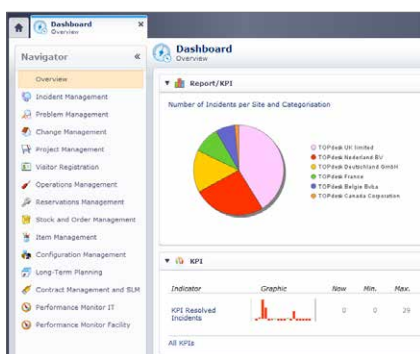 Dashboard
Overview
Navigator
«
Overview
Incident Management
Problem Management
Change Management
Project Management
Visitor Registration
Operations Management
Reservations Management
Stock and Order Management
Item Management
Configuration Management
Long-Term Planning
Contract Management and SLM
Performance Monitor IT
Performance Monitor Facility
Dashboard
Overview
Report/KPI
Number of Incidents per Site and Categorisation
TOPdesk UK limited
TOPdesk Nederland BV
TOPdesk Deutschland GmbH
TOPdesk France
TOPdesk Belgie Bvba
TOPdesk Canada Corporation
KPI
Indicator Graphic Now Min. Max.
KPI Resolved 0 0 29
Incidents
All KPIs